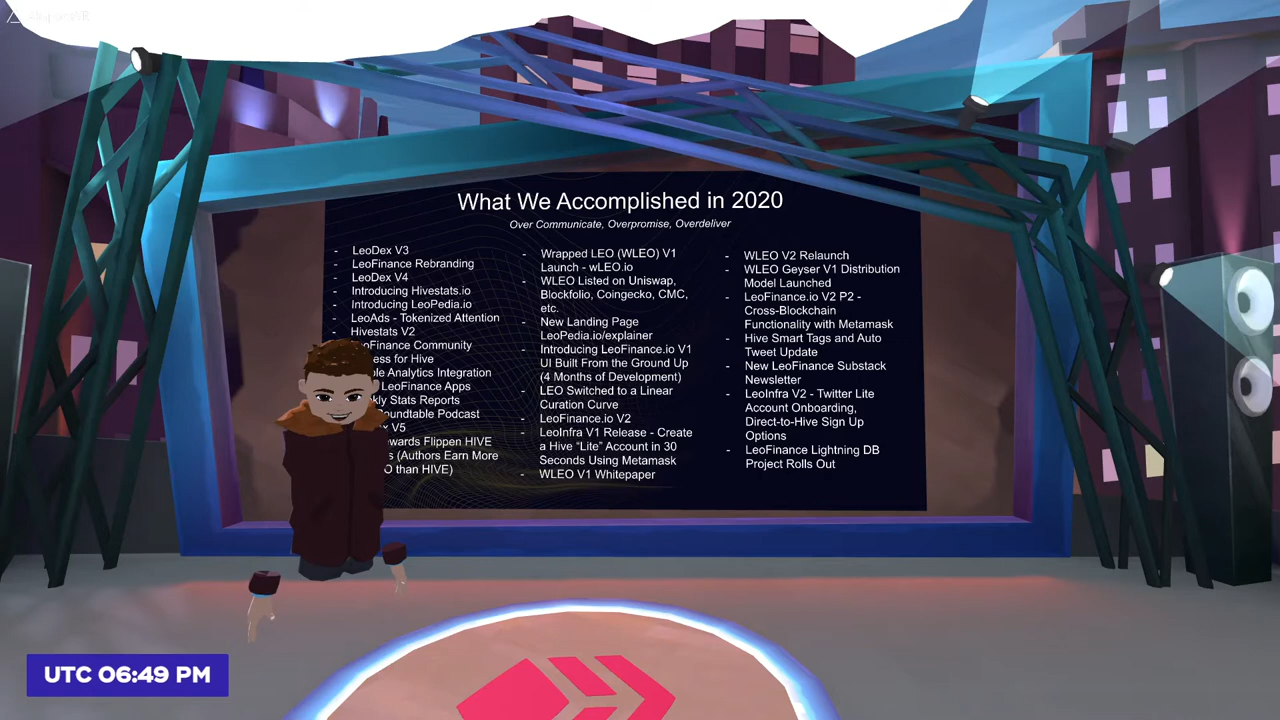 What We Accomplished in 2020
Over Communicate, Overpromise, Overdeliver
- LeoDex V3
- LeoFinance Rebranding
- LeoDex V4
- Introducing Hivestats.io
- Introducing LeoPedia.io
- LeoAds - Tokenized Attention
- Hivestats V2
Community
for Hive
Analytics Integration
LeoFinance Apps
Stats Reports
Roundtable Podcast
V5
Flippen HIVE
(Authors Earn More
than HIVE)
- Wrapped LEO (WLEO) V1
Launch - wLEO.io
- WLEO Listed on Uniswap,
Blockfolio, Coingecko, CMC,
etc.
- New Landing Page
LeoPedia.io/explainer
- Introducing LeoFinance.io V1
UI Built From the Ground Up
(4 Months of Development)
- LEO Switched to a Linear
Curation Curve
- LeoFinance.io V2
- LeoInfra V1 Release - Create
a Hive “Lite” Account in 30
Seconds Using Metamask
- WLEO V1 Whitepaper
- WLEO V2 Relaunch
- WLEO Geyser V1 Distribution
Model Launched
- LeoFinance.io V2 P2 -
Cross-Blockchain
Functionality with Metamask
- Hive Smart Tags and Auto
Tweet Update
- New LeoFinance Substack
Newsletter
- LeoInfra V2 - Twitter Lite
Account Onboarding,
Direct-to-Hive Sign Up
Options
- LeoFinance Lightning DB
Project Rolls Out
UTC 06:49 PM